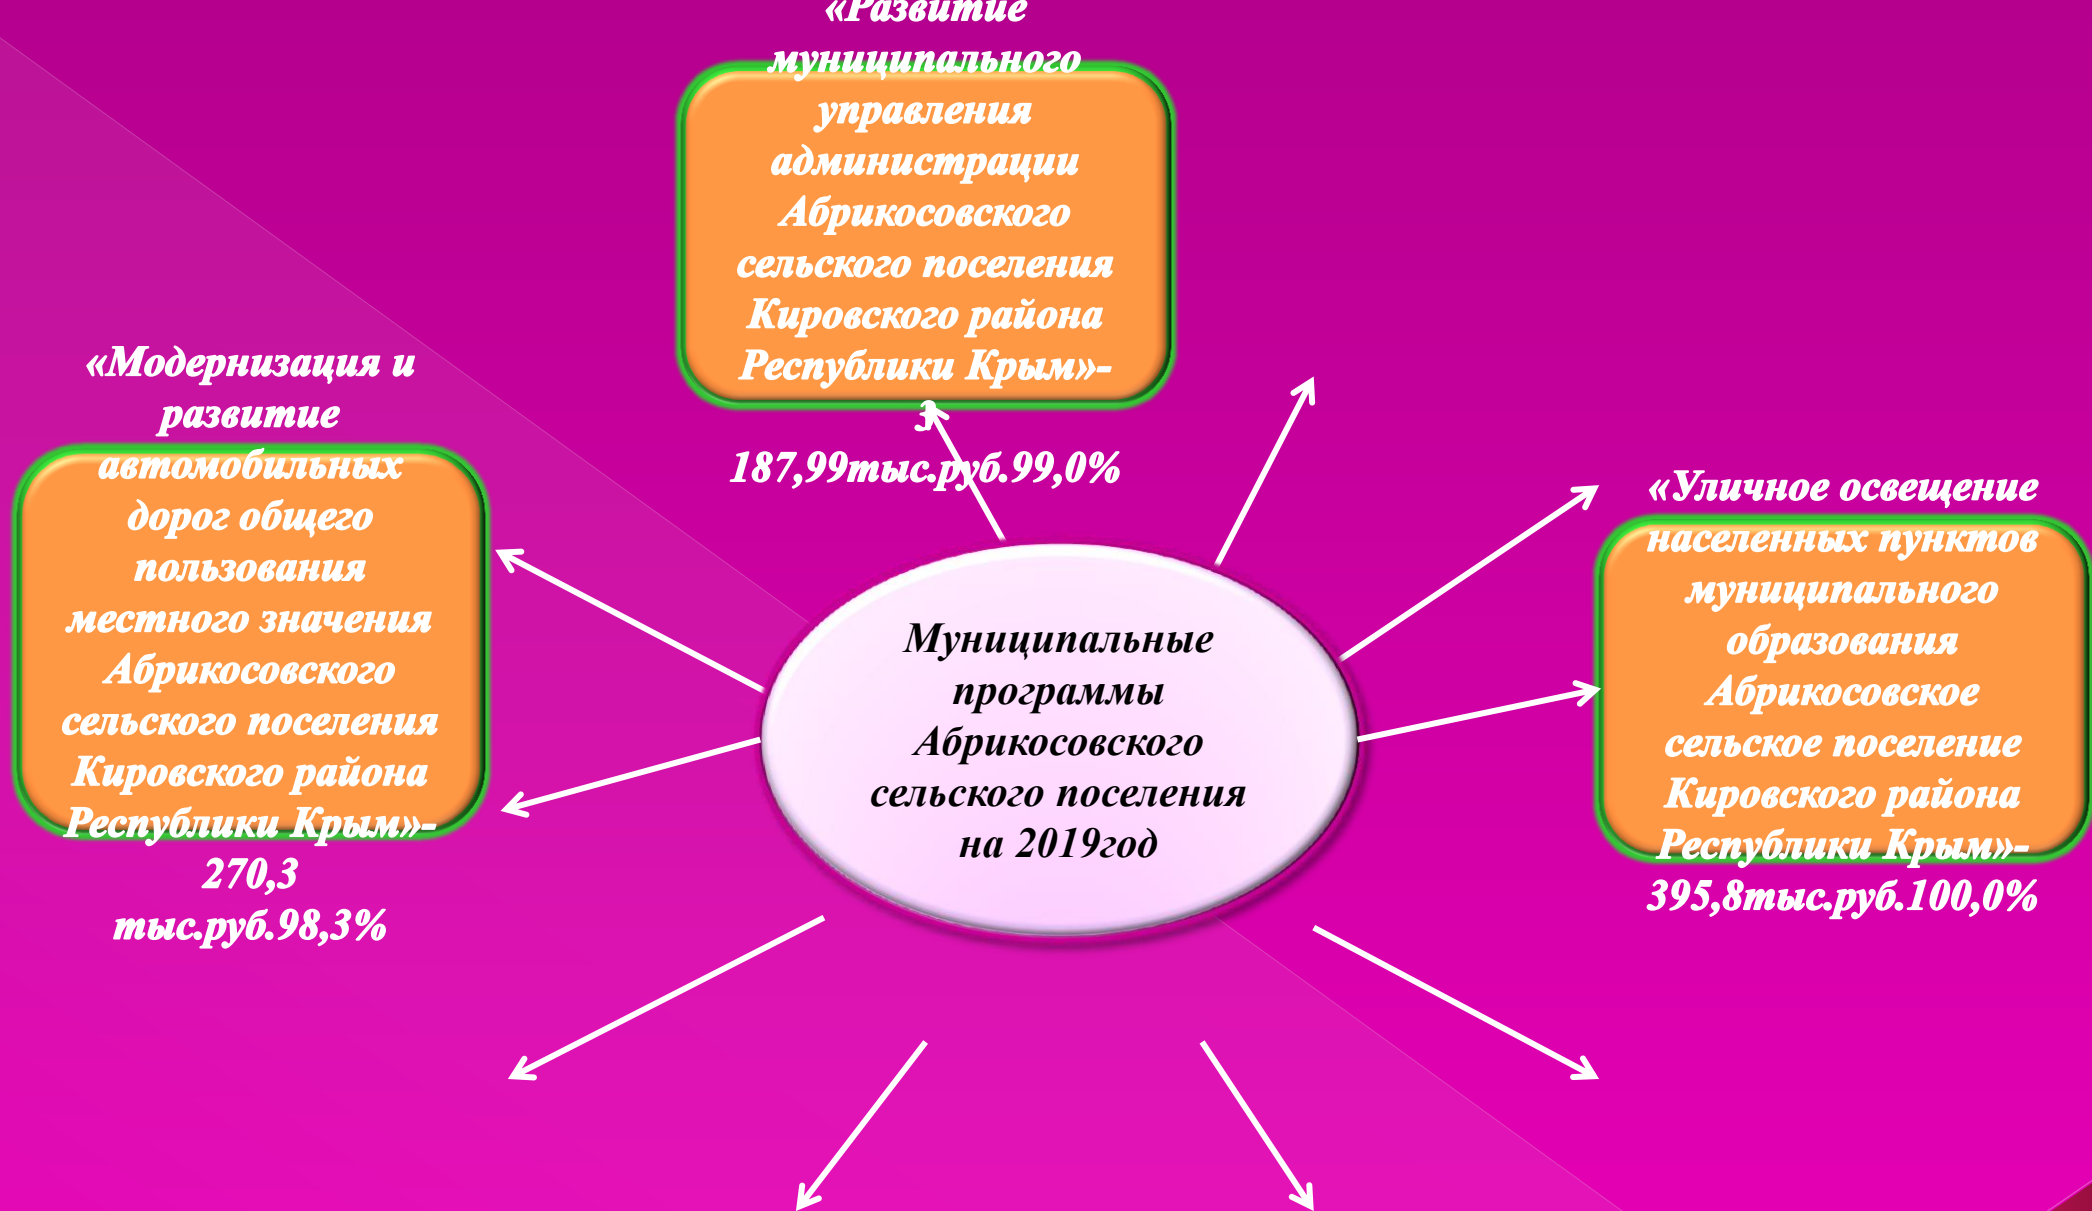 «Развитие
муниципального
управления
администрации
Абрикосовского
сельского поселения
Кировского района
Республики Крым»-
3
187,99тыс.руб.99,0%
«Модернизация и
развитие
автомобильных
дорог общего
пользования
местного значения
Абрикосовского
сельского поселения
Кировского района
Республики Крым»-
270,3
тыс.руб.98,3%
«Уличное освещение
населенных пунктов
муниципального
образования
Абрикосовское
сельское поселение
Кировского района
Республики Крым»-
395,8тыс.руб.100,0%
Муниципальные
программы
Абрикосовского
сельского поселения
на 2019год